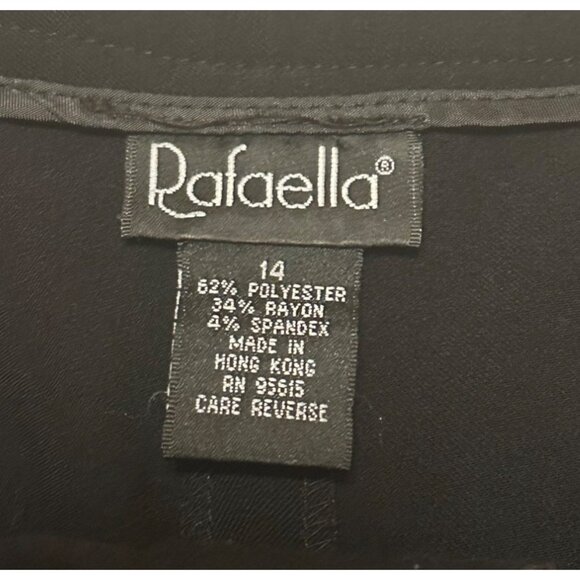 Rafaella®
14
62% POLYESTER
34% RAYON
4% SPANDEX
MADE IN
HONG KONG
RN 95615
CARE REVERSE